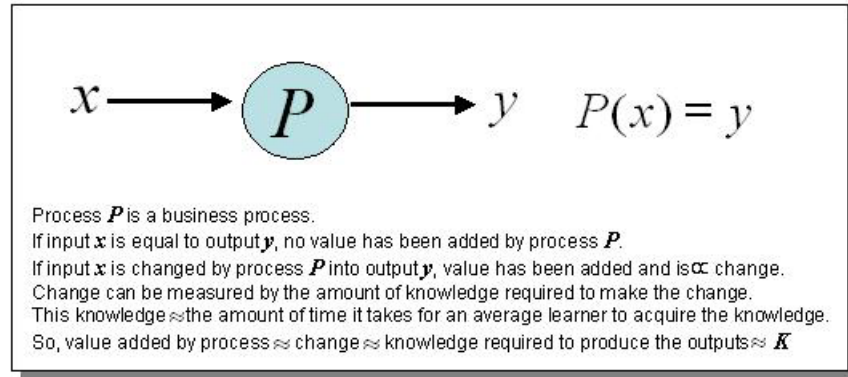 x P y P(x) = y
Process P is a business process.
If input x is equal to output y, no value has been added by process P.
If input x is changed by process P into output y, value has been added and is ∝ change.
Change can be measured by the amount of knowledge required to make the change.
This knowledge ≈ the amount of time it takes for an average learner to acquire the knowledge.
So, value added by process ≈ change ≈ knowledge required to produce the outputs ≈ K